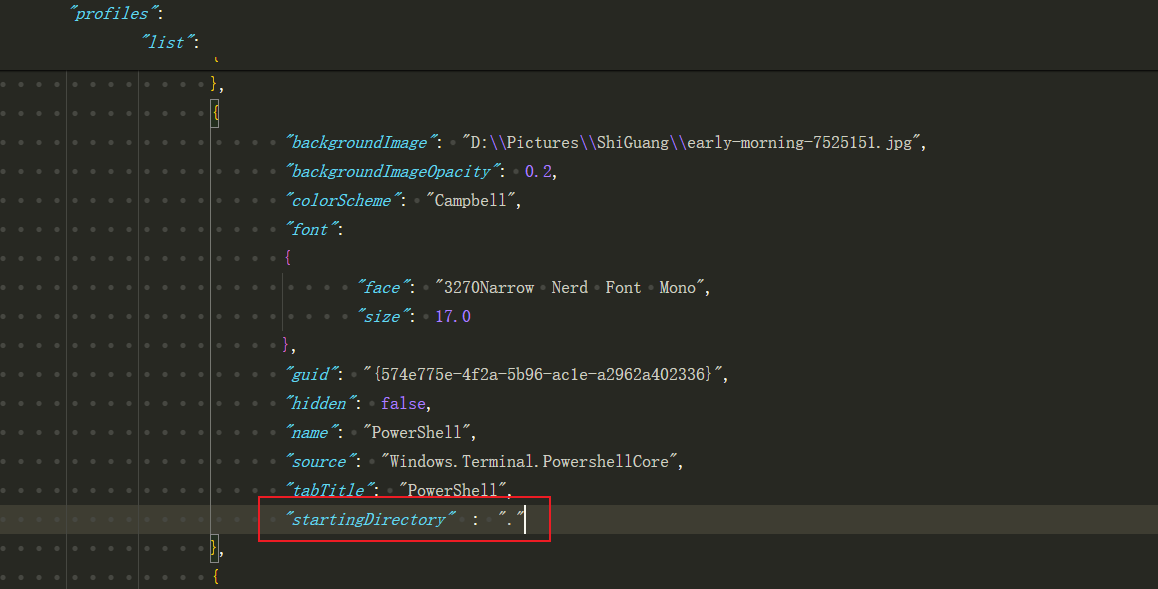 "profiles":
"list":
{
},
{
"backgroundImage": "D:\\Pictures\\ShiGuang\\early-morning-7525151.jpg",
"backgroundImageOpacity": 0.2,
"colorScheme": "Campbell",
"font":
{
"face": "3270Narrow Nerd Font Mono",
"size": 17.0
},
"guid": "{574e775e-4f2a-5b96-ac1e-a2962a402336}",
"hidden": false,
"name": "PowerShell",
"source": "Windows.Terminal.PowershellCore",
"tabTitle": "PowerShell",
"startingDirectory" : "."
},
{